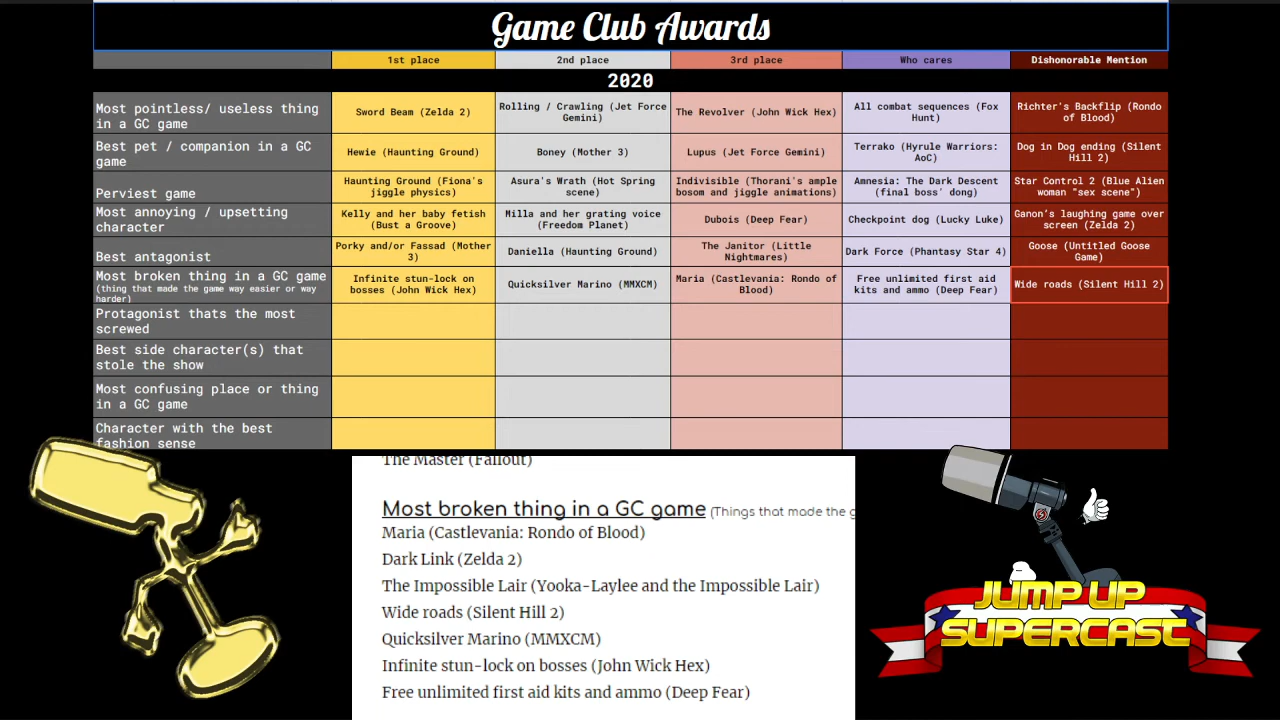 Game Club Awards
1st place 2nd place 3rd place Who cares Dishonorable Mention
2020
Most pointless/ useless thing
in a GC game
Sword Beam (Zelda 2)
Rolling / Crawling (Jet Force
Gemini)
The Revolver (John Wick Hex)
All combat sequences (Fox
Hunt)
Richter's Backflip (Rondo
of Blood)
Best pet / companion in a GC
game
Hewie (Haunting Ground)
Boney (Mother 3)
Lupus (Jet Force Gemini)
Terrako (Hyrule Warriors:
AoC)
Dog in Dog ending (Silent
Hill 2)
Perviest game
Haunting Ground (Fiona's
jiggle physics)
Asura's Wrath (Hot Spring
scene)
Indivisible (Thorani's ample
bosom and jiggle animations)
Amnesia: The Dark Descent
(final boss' dong)
Star Control 2 (Blue Alien
woman "sex scene")
Most annoying / upsetting
character
Kelly and her baby fetish
(Bust a Groove)
Milla and her grating voice
(Freedom Planet)
Dubois (Deep Fear)
Checkpoint dog (Lucky Luke)
Ganon's laughing game over
screen (Zelda 2)
Best antagonist
Porky and/or Fassad (Mother
3)
Daniella (Haunting Ground)
The Janitor (Little
Nightmares)
Dark Force (Phantasy Star 4)
Goose (Untitled Goose
Game)
Most broken thing in a GC game
(thing that made the game way easier or way
harder)
Infinite stun-lock on
bosses (John Wick Hex)
Quicksilver Marino (MMXCM)
Maria (Castlevania: Rondo of
Blood)
Free unlimited first aid
kits and ammo (Deep Fear)
Wide roads (Silent Hill 2)
Protagonist thats the most
screwed
Best side character(s) that
stole the show
Most confusing place or thing
in a GC game
Character with the best
fashion sense
The Master (Fallout)
Most broken thing in a GC game (Things that made the g
Maria (Castlevania: Rondo of Blood)
Dark Link (Zelda 2)
The Impossible Lair (Yooka-Laylee and the Impossible Lair)
Wide roads (Silent Hill 2)
Quicksilver Marino (MMXCM)
Infinite stun-lock on bosses (John Wick Hex)
Free unlimited first aid kits and ammo (Deep Fear)
JUMP UP
SUPERCAST